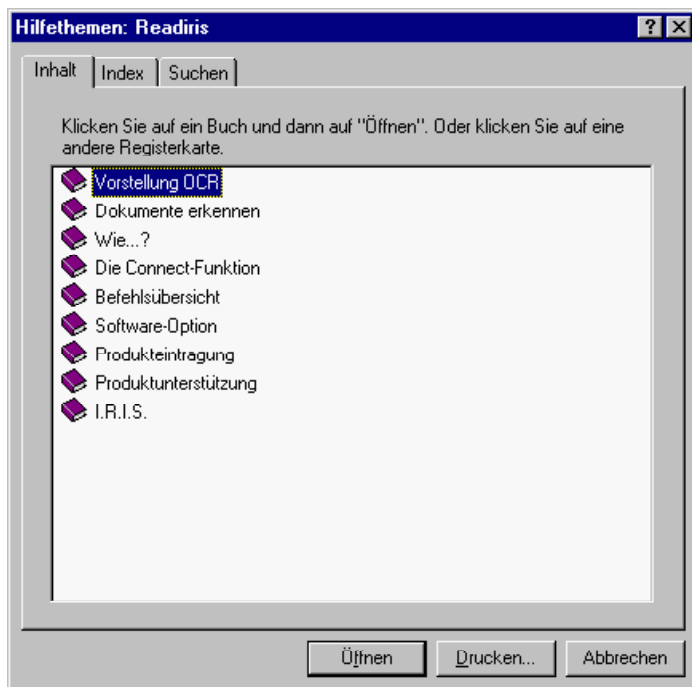 Hilfethemen: Readiris
Inhalt Index Suchen
Klicken Sie auf ein Buch und dann auf "Öffnen". Oder klicken Sie auf eine
andere Registerkarte.
Vorstellung OCR
Dokumente erkennen
Wie...?
Die Connect-Funktion
Befehlsübersicht
Software-Option
Produkteintragung
Produktunterstützung
I.R.I.S.
Öffnen Drucken... Abbrechen